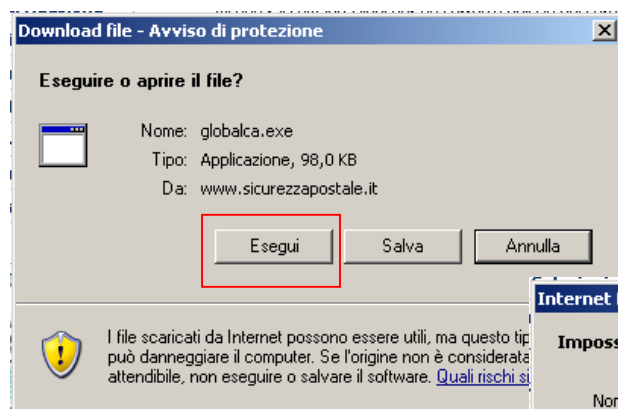 Download file - Avviso di protezione
Eseguire o aprire il file?
Nome: globalca.exe
Tipo: Applicazione, 98,0 KB
Da: www.sicurezzapostale.it
Esegui Salva Annulla
I file scaricati da Internet possono essere utili, ma questo
può danneggiare il computer. Se l'origine non è considerata
attendibile, non eseguire o salvare il software. Quali rischi
Internet